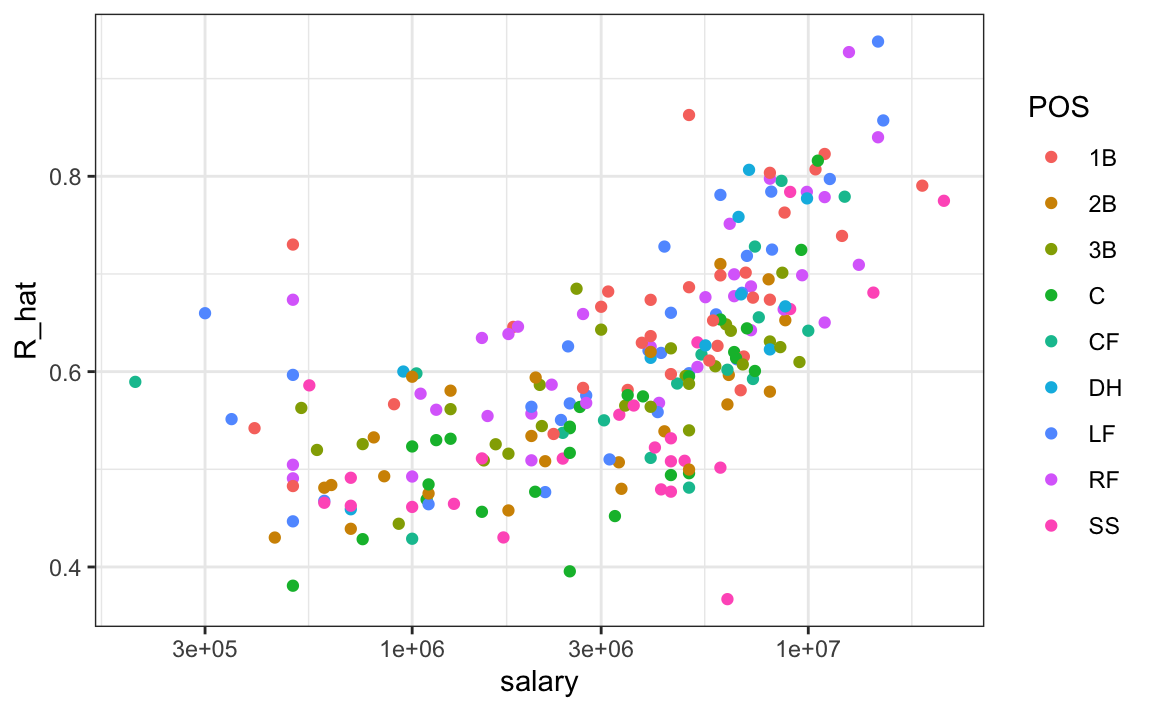 R_hat
0.8
0.6
0.4
3e+05 1e+06 3e+06 1e+07
salary
POS
1B
2B
3B
C
CF
DH
LF
RF
SS